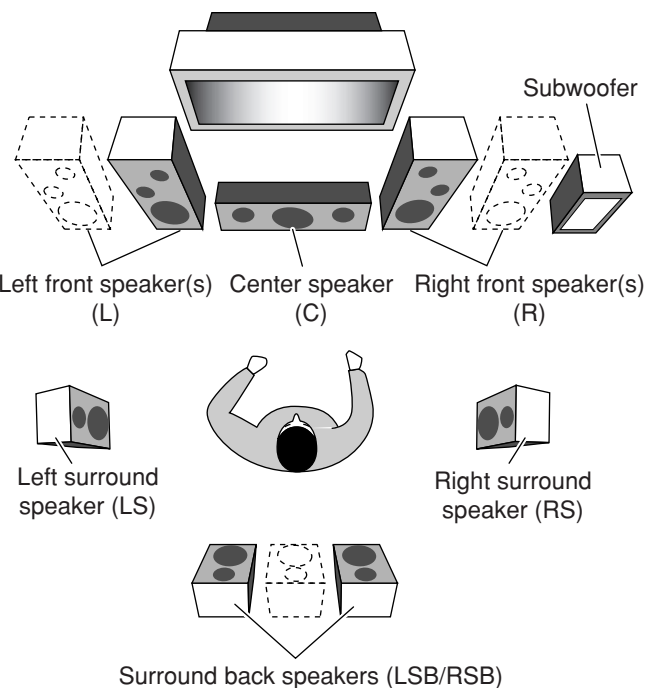 Subwoofer
Left front speaker(s)
(L)
Center speaker
(C)
Right front speaker(s)
(R)
Left surround
speaker (LS)
Right surround
speaker (RS)
Surround back speakers (LSB/RSB)